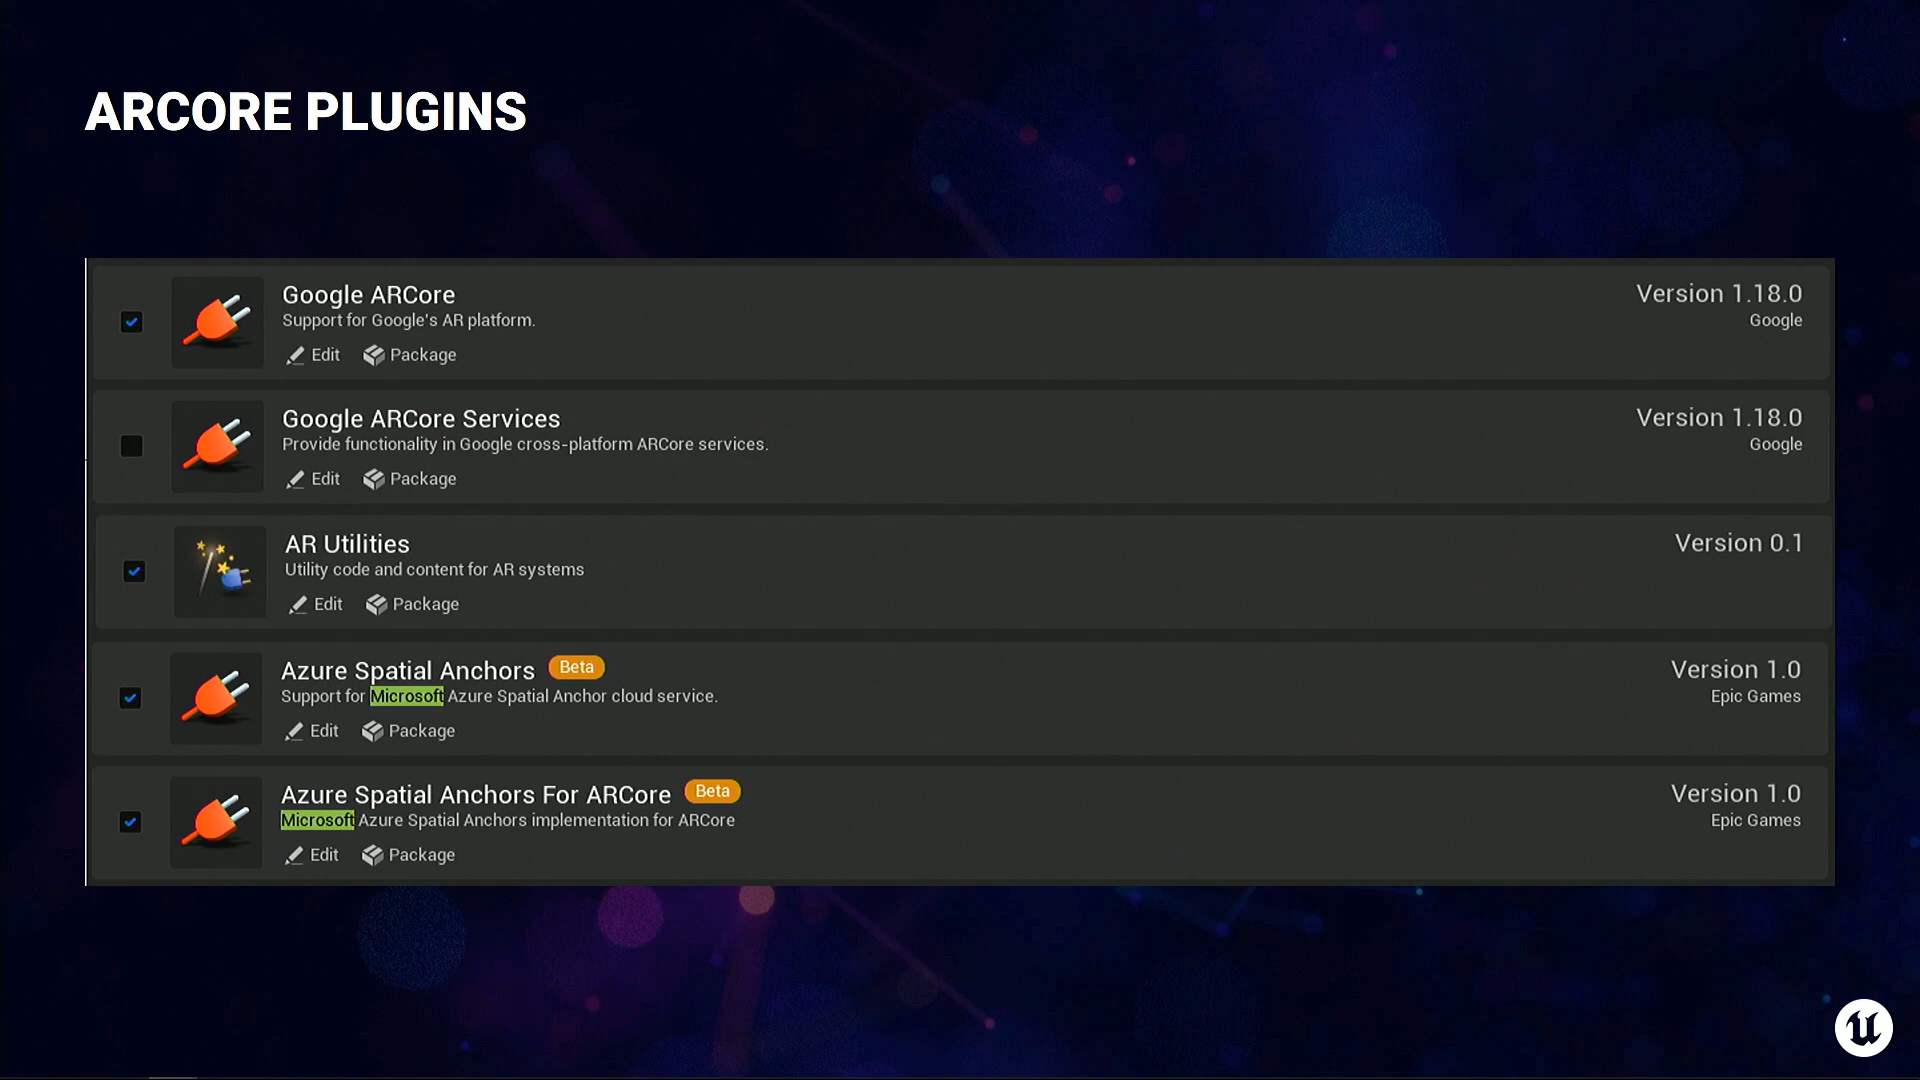 ARCORE PLUGINS
Google ARCore
Version 1.18.0
Support for Google's AR platform.
Google
Edit
Package
Google ARCore Services
Version 1.18.0
Provide functionality in Google cross-platform ARCore services.
Google
Edit
Package
AR Utilities
Version 0.1
Utility code and content for AR systems
Edit
Package
Azure Spatial Anchors
Beta
Version 1.0
Support for Microsoft Azure Spatial Anchor cloud service.
Epic Games
Edit
Package
Azure Spatial Anchors For ARCore
Beta
Version 1.0
Microsoft Azure Spatial Anchors implementation for ARCore
Epic Games
Edit
Package